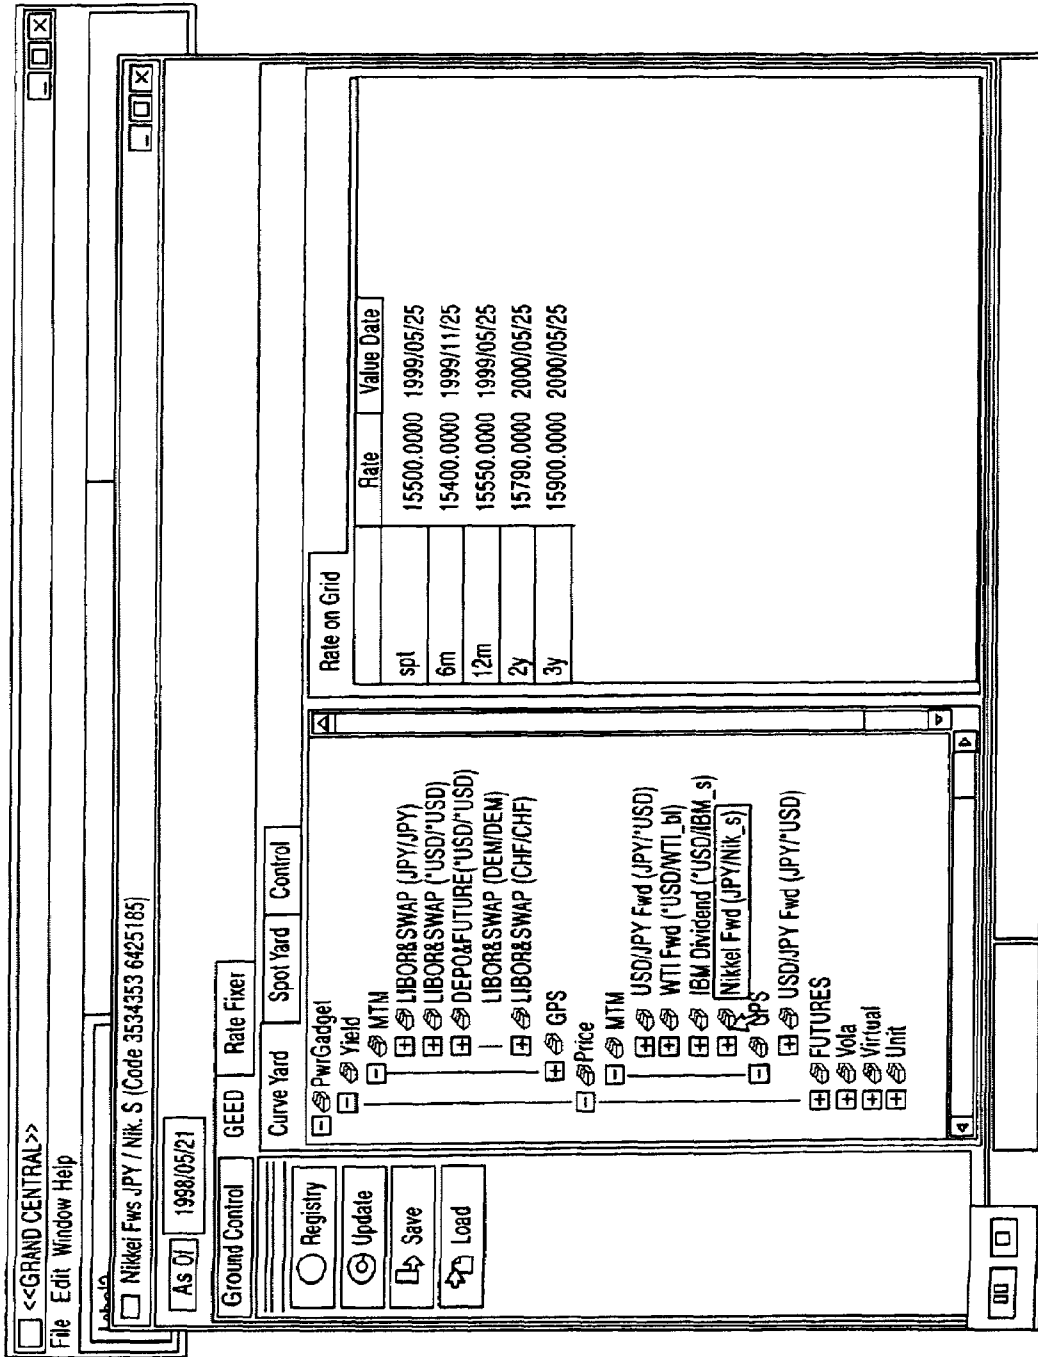 <<GRAND CENTRAL>>
File Edit Window Help
Nikkei Fws JPY / Nik. S (Code 3534353 6425185)
As Of 1998/05/21
Ground Control GEED Rate Fixer
Registry
Update
Save
Load
Curve Yard Spot Yard Control
PwrGadget
Yield
MTM
LIBOR&SWAP (JPY/JPY)
LIBOR&SWAP (*USD/*USD)
DEPO&FUTURE(*USD/*USD)
LIBOR&SWAP (DEM/DEM)
LIBOR&SWAP (CHF/CHF)
GPS
Price
MTM
USD/JPY Fwd (JPY/*USD)
WTI Fwd (*USD/WTI_bl)
IBM Dividend (*USD/IBM_s)
Nikkei Fwd (JPY/Nik_s)
GPS
USD/JPY Fwd (JPY/*USD)
FUTURES
Vola
Virtual
Unit
Rate on Grid
Rate Value Date
spt 15500.0000 1999/05/25
6m 15400.0000 1999/11/25
12m 15550.0000 1999/05/25
2y 15790.0000 2000/05/25
3y 15900.0000 2000/05/25